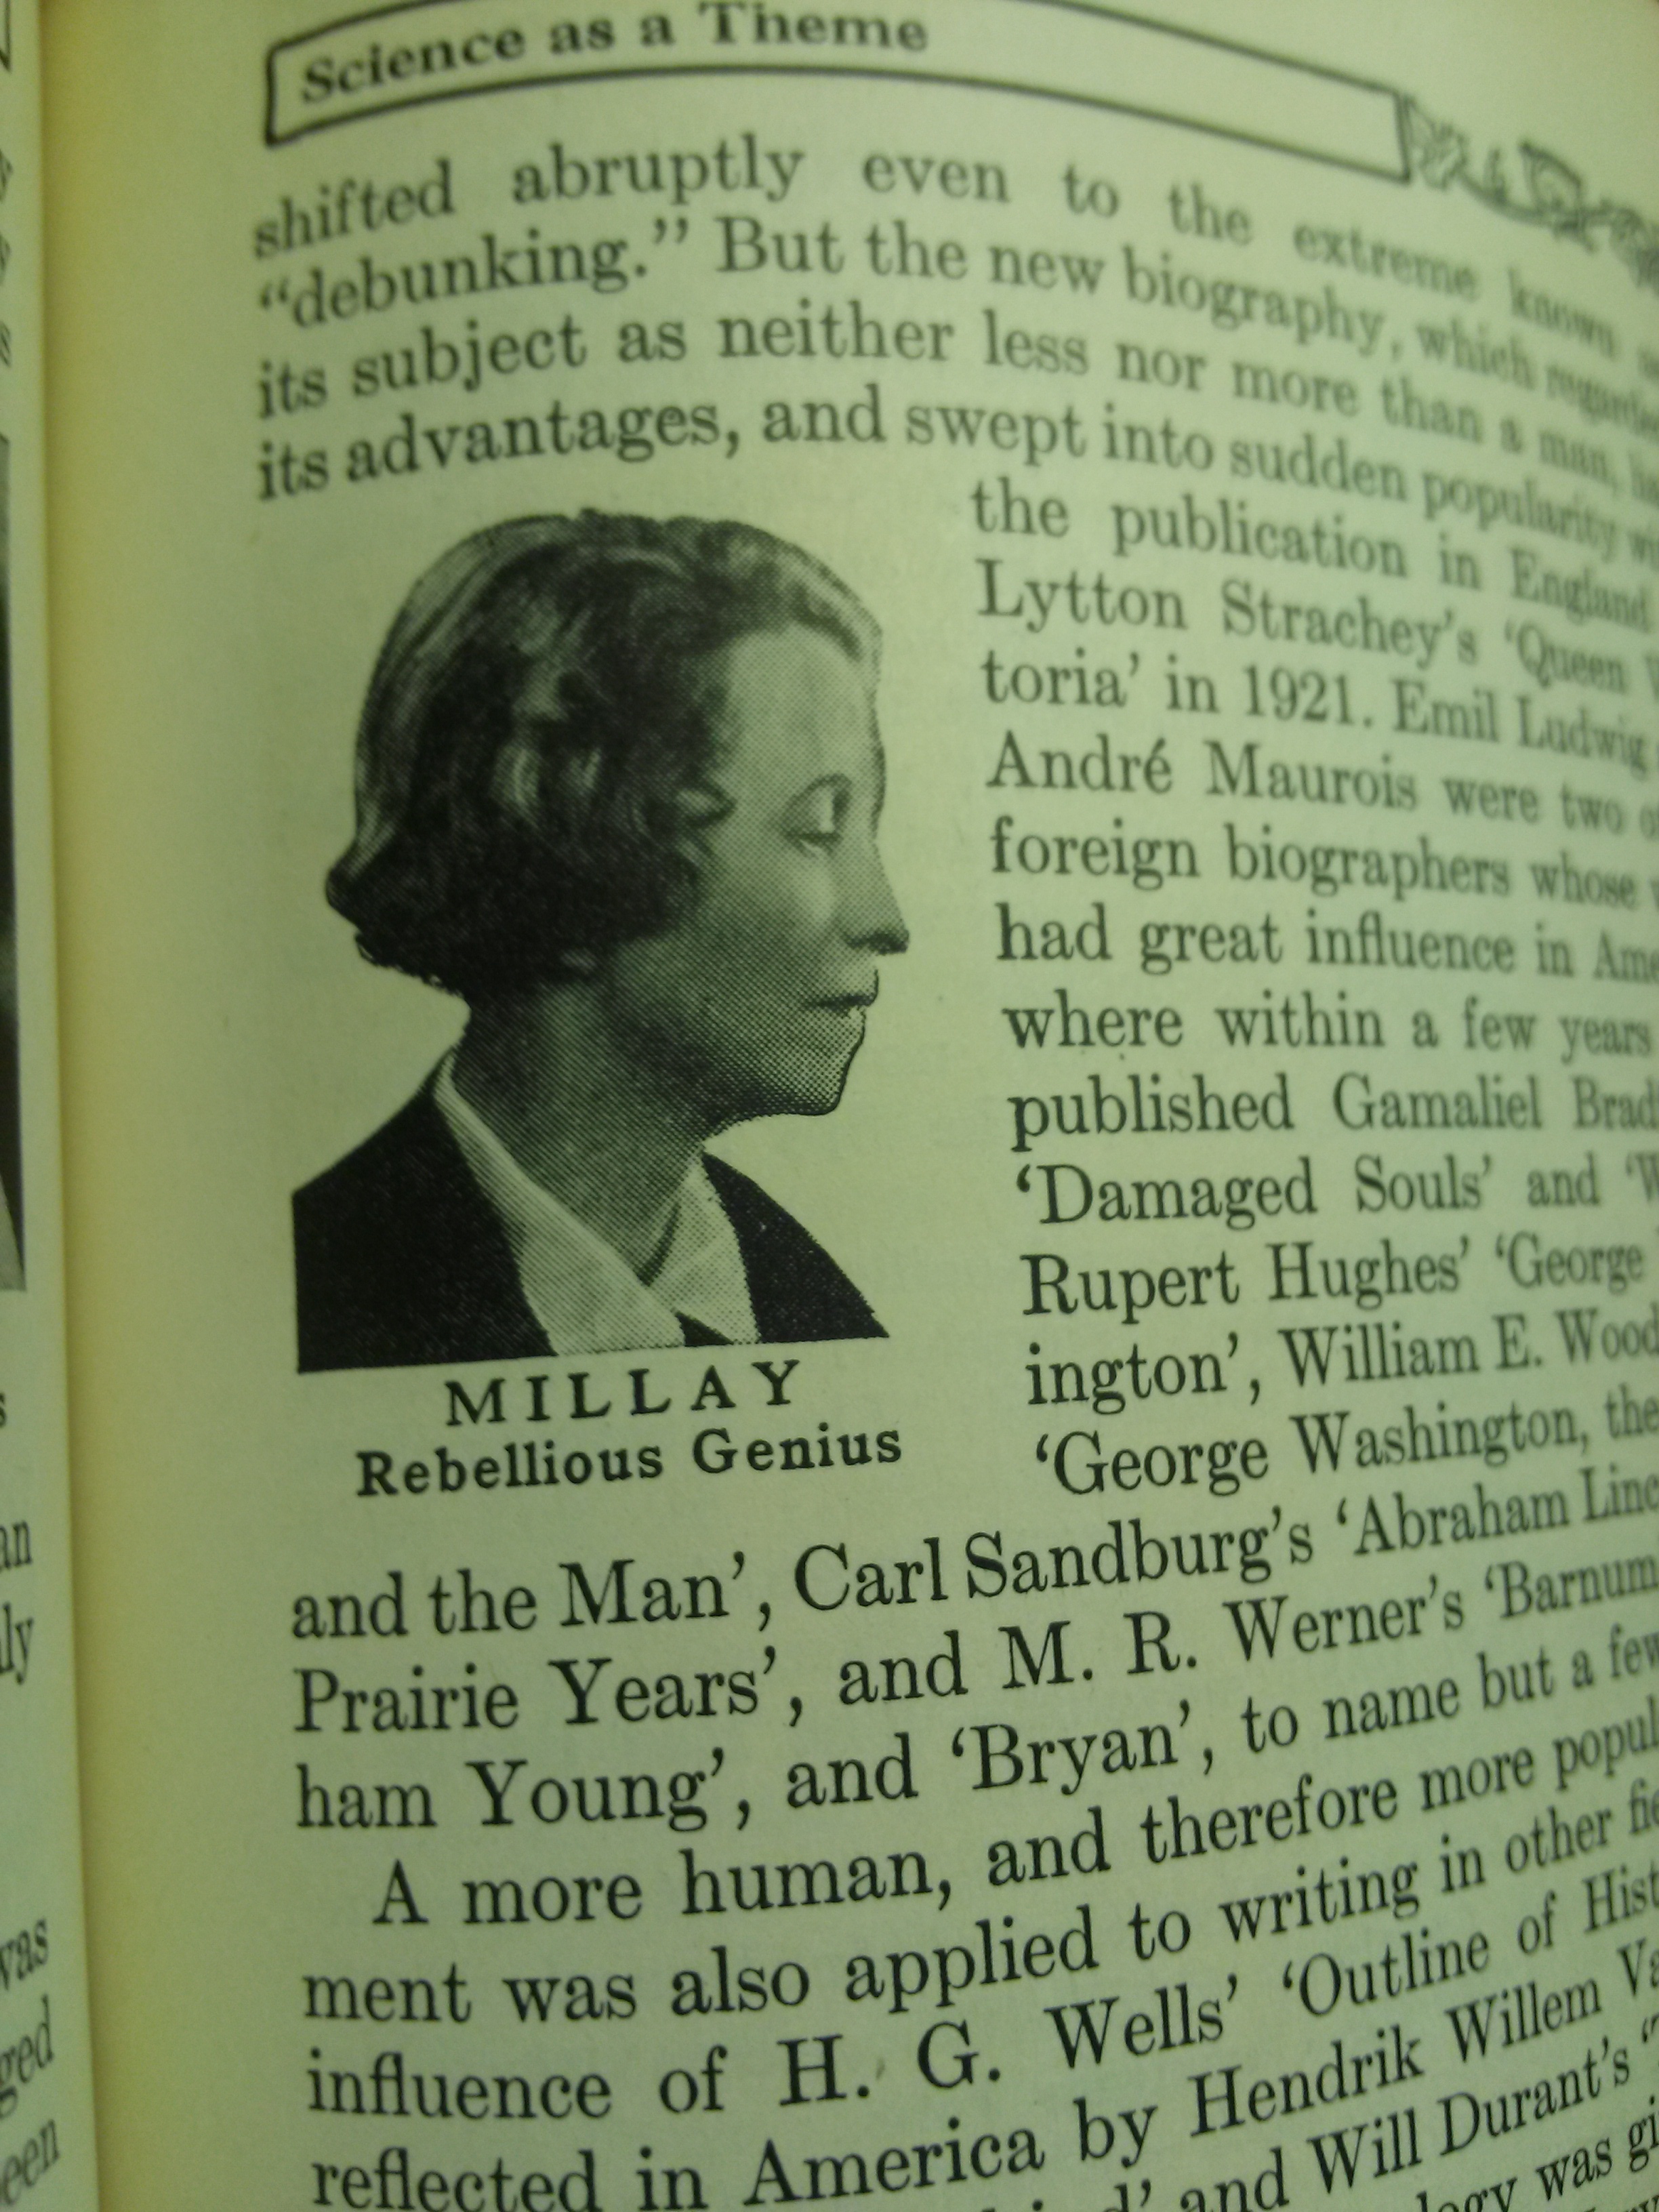 Science as a Theme
shifted abruptly even to the extreme known
“debunking.” But the new biography, which
its subject as neither less nor more than a man,
its advantages, and swept into sudden popularity
the publication in England
Lytton Strachey’s ‘Queen
toria’ in 1921. Emil Ludwig
André Maurois were two
foreign biographers whose
had great influence in
where within a few years
published Gamaliel
‘Damaged Souls’ and
Rupert Hughes’ ‘George
ington’, William E.
‘George Washington, the
MILLAY
Rebellious Genius
and the Man’, Carl Sandburg’s ‘Abraham
Prairie Years’, and M. R. Werner’s ‘Barnum
ham Young’, and ‘Bryan’, to name but a few
A more human, and therefore more
ment was also applied to writing in other
influence of H. G. Wells’ ‘Outline of
reflected in America by Hendrik Willem
and Will Durant’s
was